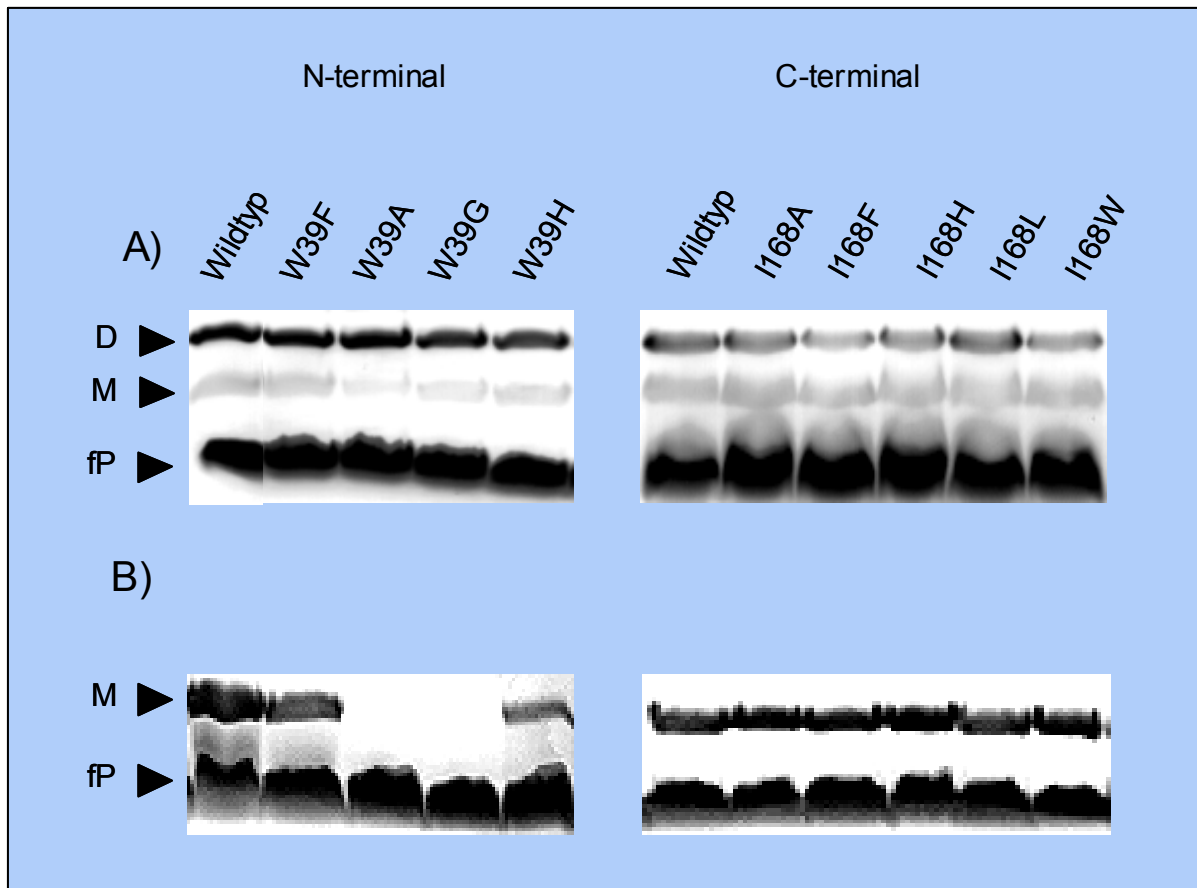 N-terminal C-terminal
A) Wildtyp W39F W39A W39G W39H Wildtyp I168A I168F I168H I168L I168W
D
M
fP
B)
M
fP